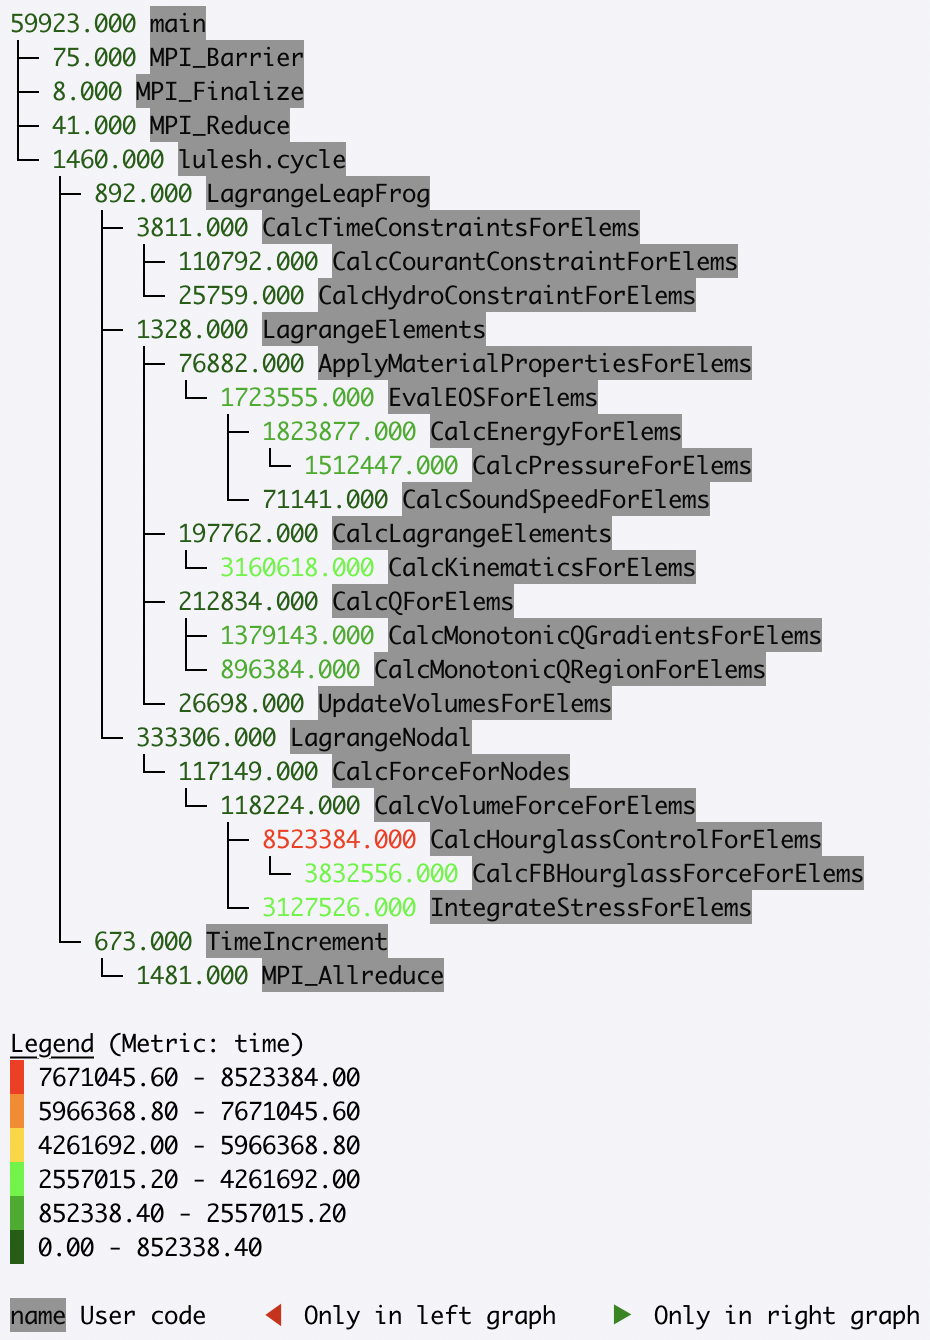 59923.000 main
75.000 MPI_Barrier
8.000 MPI_Finalize
41.000 MPI_Reduce
1460.000 lulesh.cycle
892.000 LagrangeLeapFrog
3811.000 CalcTimeConstraintsForElems
110792.000 CalcCourantConstraintForElems
25759.000 CalcHydroConstraintForElems
1328.000 LagrangeElements
76882.000 ApplyMaterialPropertiesForElems
1723555.000 EvalEOSForElems
1823877.000 CalcEnergyForElems
1512447.000 CalcPressureForElems
71141.000 CalcSoundSpeedForElems
197762.000 CalcLagrangeElements
3160618.000 CalcKinematicsForElems
212834.000 CalcQForElems
1379143.000 CalcMonotonicQGradientsForElems
896384.000 CalcMonotonicQRegionForElems
26698.000 UpdateVolumesForElems
333306.000 LagrangeNodal
117149.000 CalcForceForNodes
118224.000 CalcVolumeForceForElems
8523384.000 CalcHourglassControlForElems
3832556.000 CalcFBHourglassForceForElems
3127526.000 IntegrateStressForElems
673.000 TimeIncrement
1481.000 MPI_Allreduce
Legend (Metric: time)
7671045.60 - 8523384.00
5966368.80 - 7671045.60
4261692.00 - 5966368.80
2557015.20 - 4261692.00
852338.40 - 2557015.20
0.00 - 852338.40
name User code Only in left graph Only in right graph